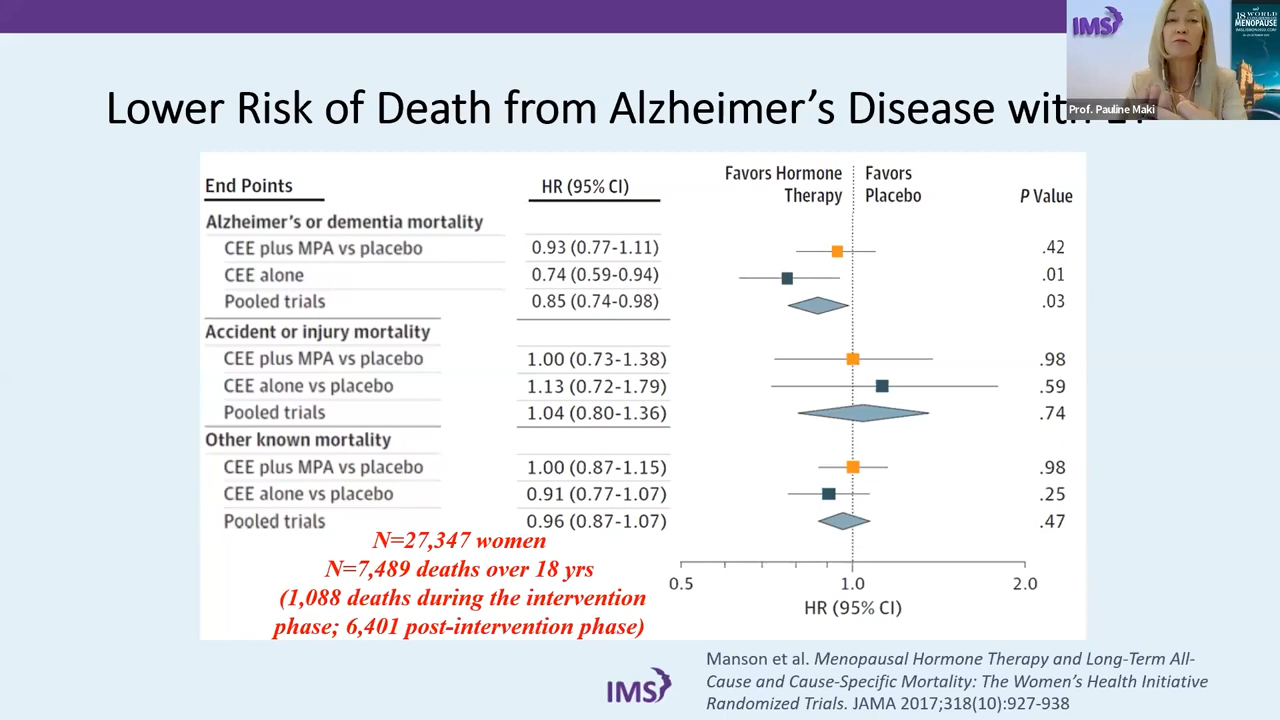 IMS
18 WORLD
MENOPAUSE
Prof. Pauline Maki
Lower Risk of Death from Alzheimer's Disease with
End Points HR (95% CI) Favors Hormone Therapy Favors Placebo P Value
Alzheimer's or dementia mortality
CEE plus MPA vs placebo 0.93 (0.77-1.11) .42
CEE alone 0.74 (0.59-0.94) .01
Pooled trials 0.85 (0.74-0.98) .03
Accident or injury mortality
CEE plus MPA vs placebo 1.00 (0.73-1.38) .98
CEE alone vs placebo 1.13 (0.72-1.79) .59
Pooled trials 1.04 (0.80-1.36) .74
Other known mortality
CEE plus MPA vs placebo 1.00 (0.87-1.15) .98
CEE alone vs placebo 0.91 (0.77-1.07) .25
Pooled trials 0.96 (0.87-1.07) .47
N=27,347 women
N=7,489 deaths over 18 yrs
(1,088 deaths during the intervention
phase; 6,401 post-intervention phase)
0.5 1.0 2.0
HR (95% CI)
IMS
Manson et al. Menopausal Hormone Therapy and Long-Term All-
Cause and Cause-Specific Mortality: The Women's Health Initiative
Randomized Trials. JAMA 2017;318(10):927-938